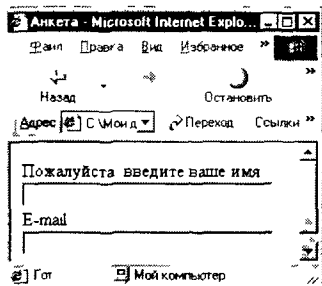 Анкета - Microsoft Internet Explo...
Файл Правка Вид Избранное »
Назад Остановить »
Адрес C:\Мои д Переход Ссылки »
Пожалуйста введите ваше имя
E-mail
Гот Мой компьютер